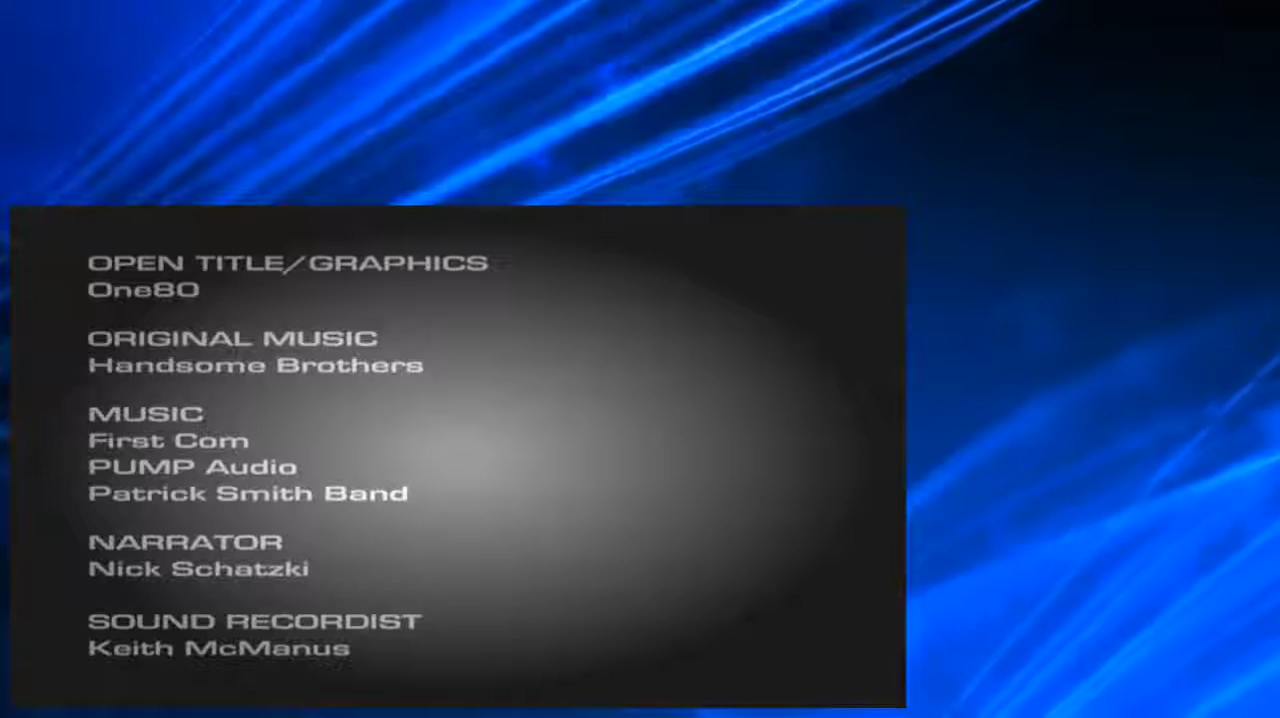 OPEN TITLE/GRAPHICS
One80
ORIGINAL MUSIC
Handsome Brothers
MUSIC
First Com
PUMP Audio
Patrick Smith Band
NARRATOR
Nick Schatzki
SOUND RECORDIST
Keith McManus